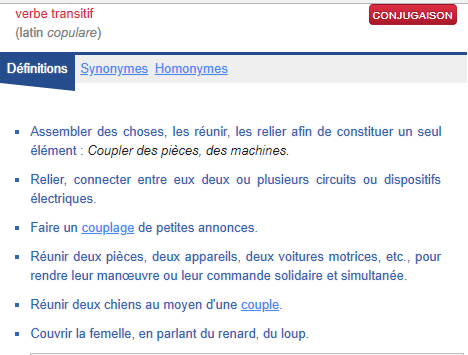 verbe transitif
CONJUGAISON
(latin copulare)
Définitions Synonymes Homonymes
Assembler des choses, les réunir, les relier afin de constituer un seul
élément : Coupler des pièces, des machines.
Relier, connecter entre eux deux ou plusieurs circuits ou dispositifs
électriques.
Faire un couplage de petites annonces.
Réunir deux pièces, deux appareils, deux voitures motrices, etc., pour
rendre leur manœuvre ou leur commande solidaire et simultanée.
Réunir deux chiens au moyen d'une couple.
Couvrir la femelle, en parlant du renard, du loup.